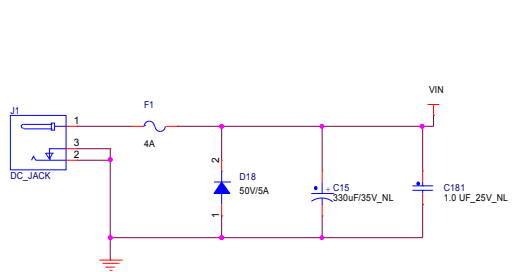 VIN
J1
F1
1
4A
3
2
DC_JACK
2
D18
50V/5A
1
+
C15
330uF/35V_NL
C181
1.0 UF_25V_NL